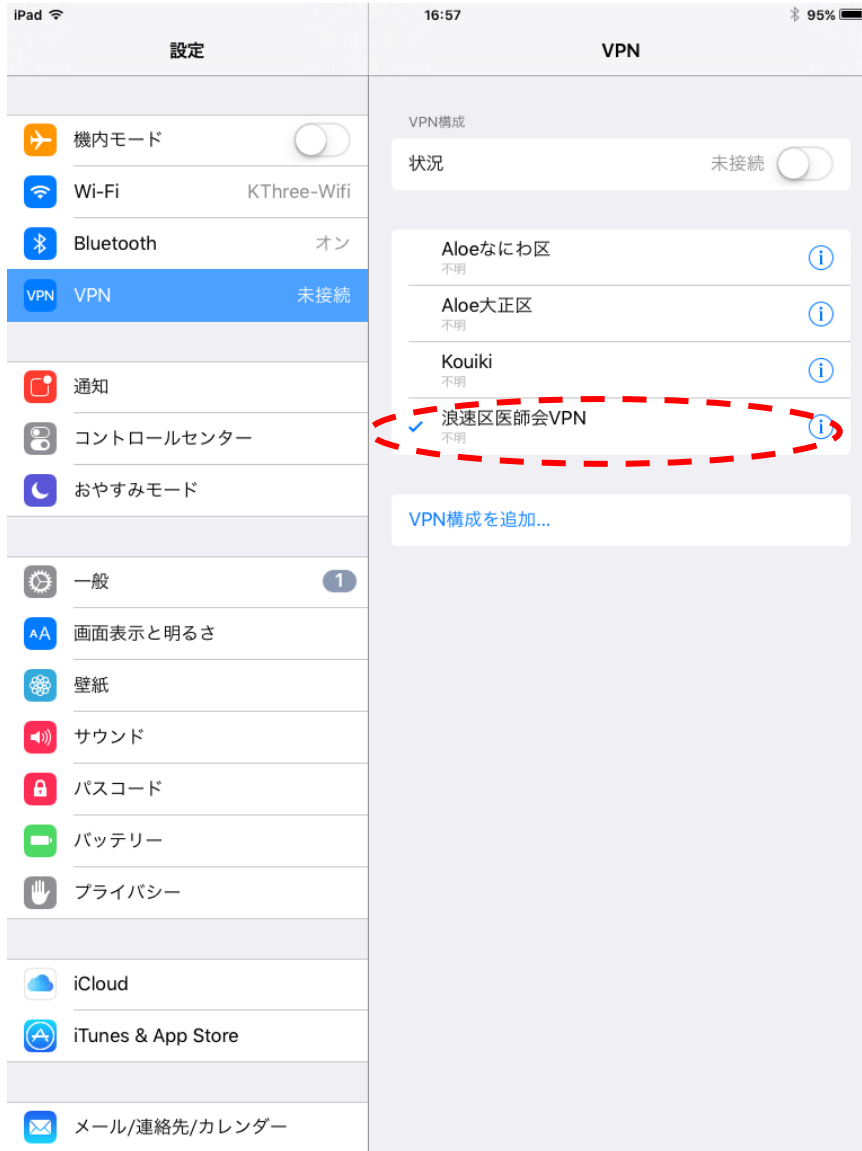 iPad 16:57 95%
設定
VPN
機内モード
Wi-Fi KThree-Wifi
Bluetooth オン
VPN VPN 未接続
通知
コントロールセンター
おやすみモード
一般 1
AA 画面表示と明るさ
壁紙
サウンド
パスコード
バッテリー
プライバシー
iCloud
iTunes & App Store
メール/連絡先/カレンダー
VPN構成
状況 未接続
Aloeなにわ区
不明
Aloe大正区
不明
Kouiki
不明
浪速区医師会VPN
不明
VPN構成を追加...